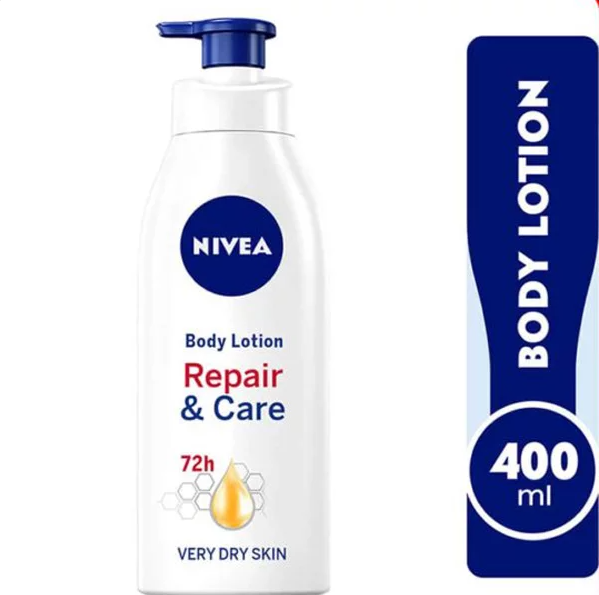 NIVEA
Body Lotion
Repair
& Care
72h
VERY DRY SKIN
BODY LOTION
400
ml